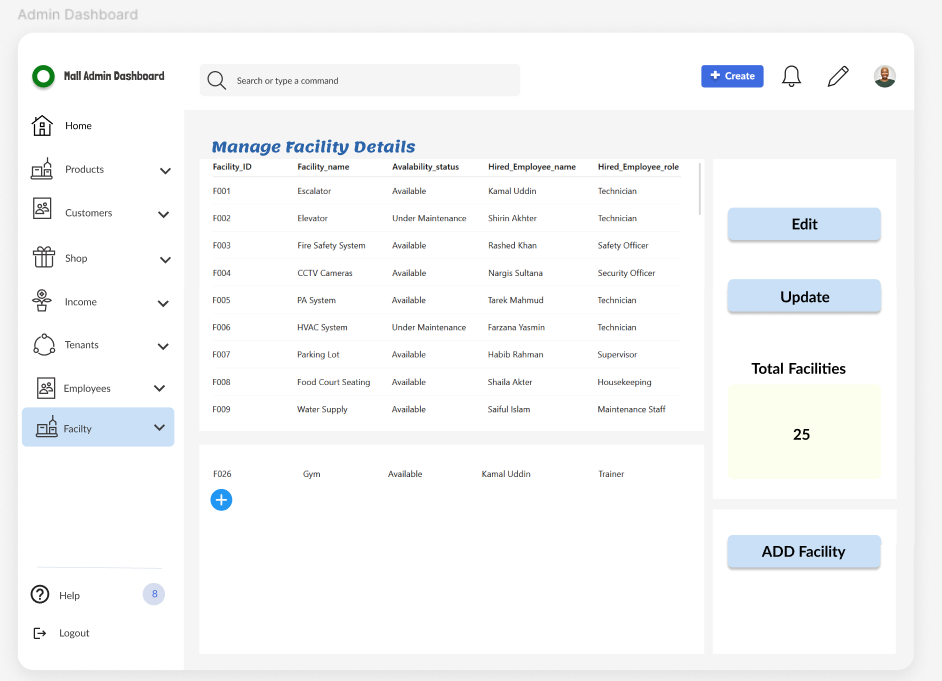 Admin Dashboard
Mall Admin Dashboard
Search or type a command
+ Create
Home
Products
Customers
Shop
Income
Tenants
Employees
Facilty
Help 8
Logout
Manage Facility Details
Facility_ID Facility_name Avalability_status Hired_Employee_name Hired_Employee_role
F001 Escalator Available Kamal Uddin Technician
F002 Elevator Under Maintenance Shirin Akhter Technician
F003 Fire Safety System Available Rashed Khan Safety Officer
F004 CCTV Cameras Available Nargis Sultana Security Officer
F005 PA System Available Tarek Mahmud Technician
F006 HVAC System Under Maintenance Farzana Yasmin Technician
F007 Parking Lot Available Habib Rahman Supervisor
F008 Food Court Seating Available Shaila Akter Housekeeping
F009 Water Supply Available Saiful Islam Maintenance Staff
F026 Gym Available Kamal Uddin Trainer
Edit
Update
Total Facilities
25
ADD Facility